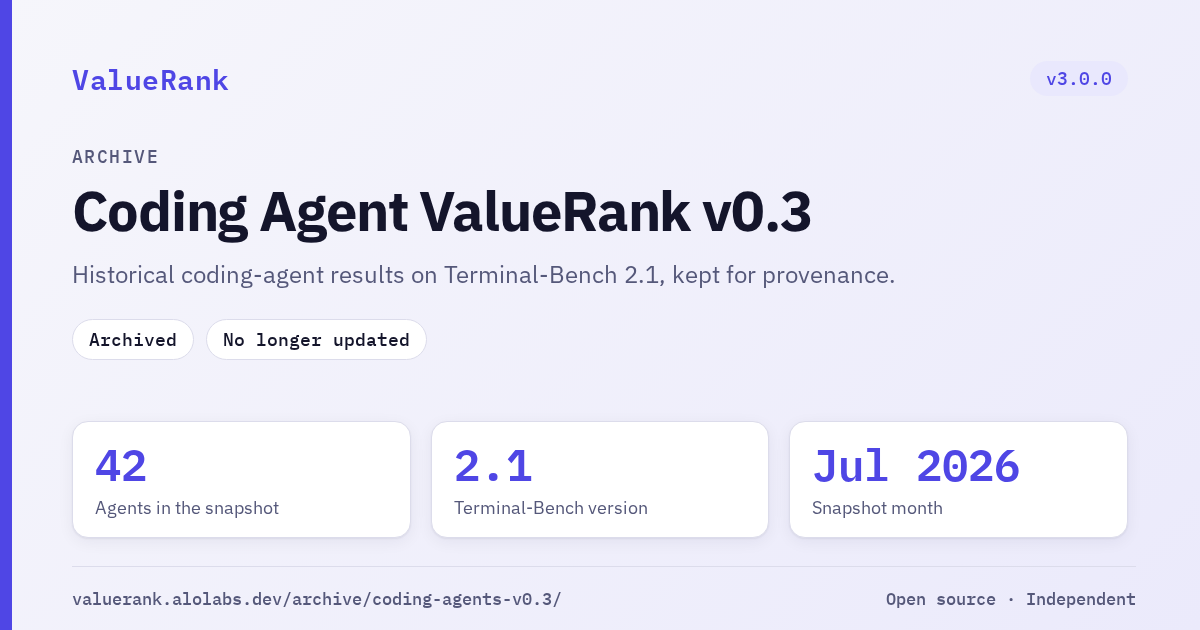 ValueRank
v3.0.0
ARCHIVE
Coding Agent ValueRank v0.3
Historical coding-agent results on Terminal-Bench 2.1, kept for provenance.
Archived
No longer updated
42
Agents in the snapshot
2.1
Terminal-Bench version
Jul 2026
Snapshot month
valuerank.alolabs.dev/archive/coding-agents-v0.3/
Open source · Independent